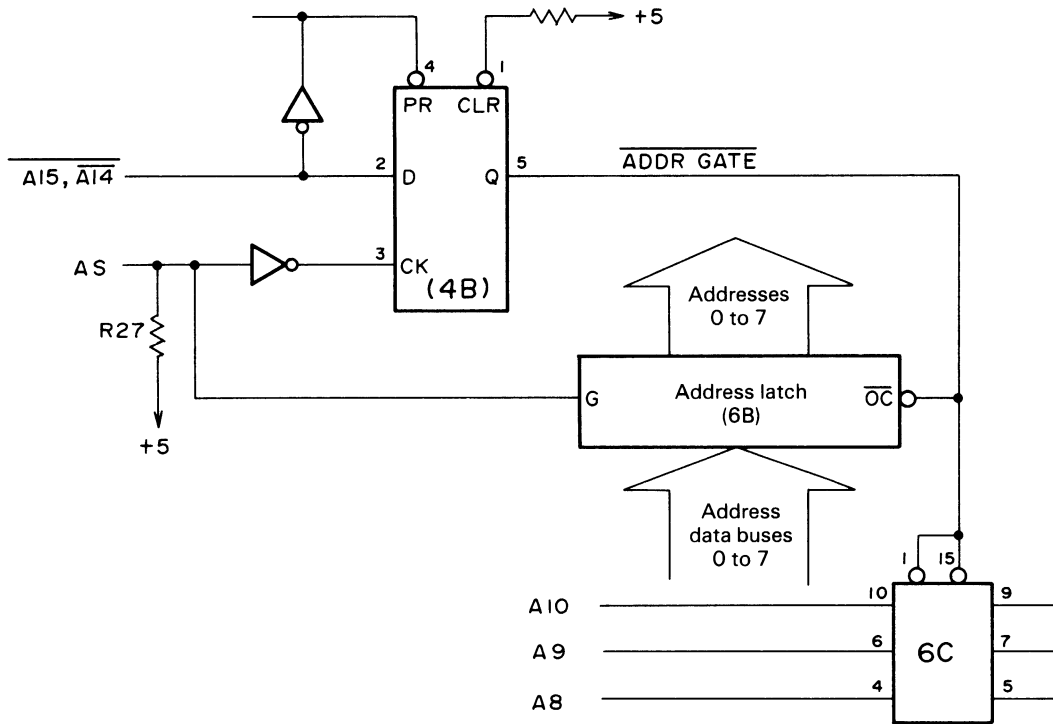 +5
4
1
PR CLR
A15, A̅1̅4̅
2
D
Q
5
ADDR GATE
AS
3
CK
(4B)
R27
+5
Addresses
0 to 7
G
Address latch
(6B)
OC
Address
data buses
0 to 7
1
15
A10
10
9
A9
6
6C
7
A8
4
5